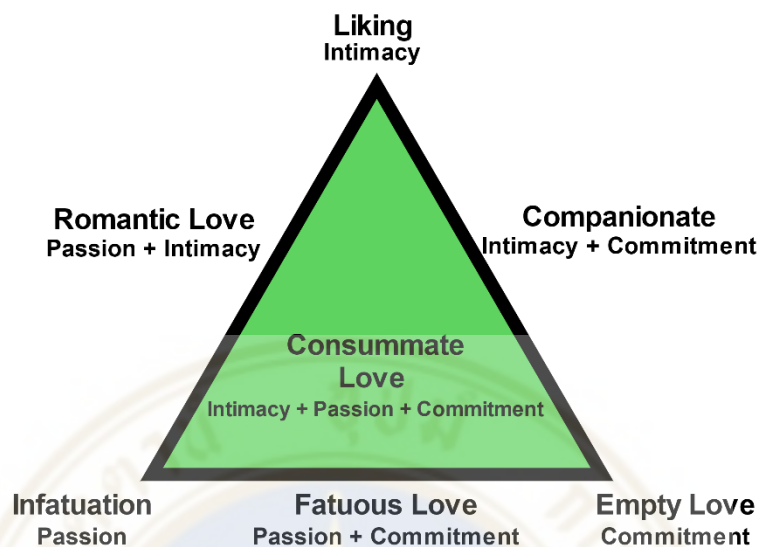 Liking
Intimacy
Romantic Love
Passion + Intimacy
Companionate
Intimacy + Commitment
Consummate
Love
Intimacy + Passion + Commitment
Infatuation
Passion
Fatuous Love
Passion + Commitment
Empty Love
Commitment